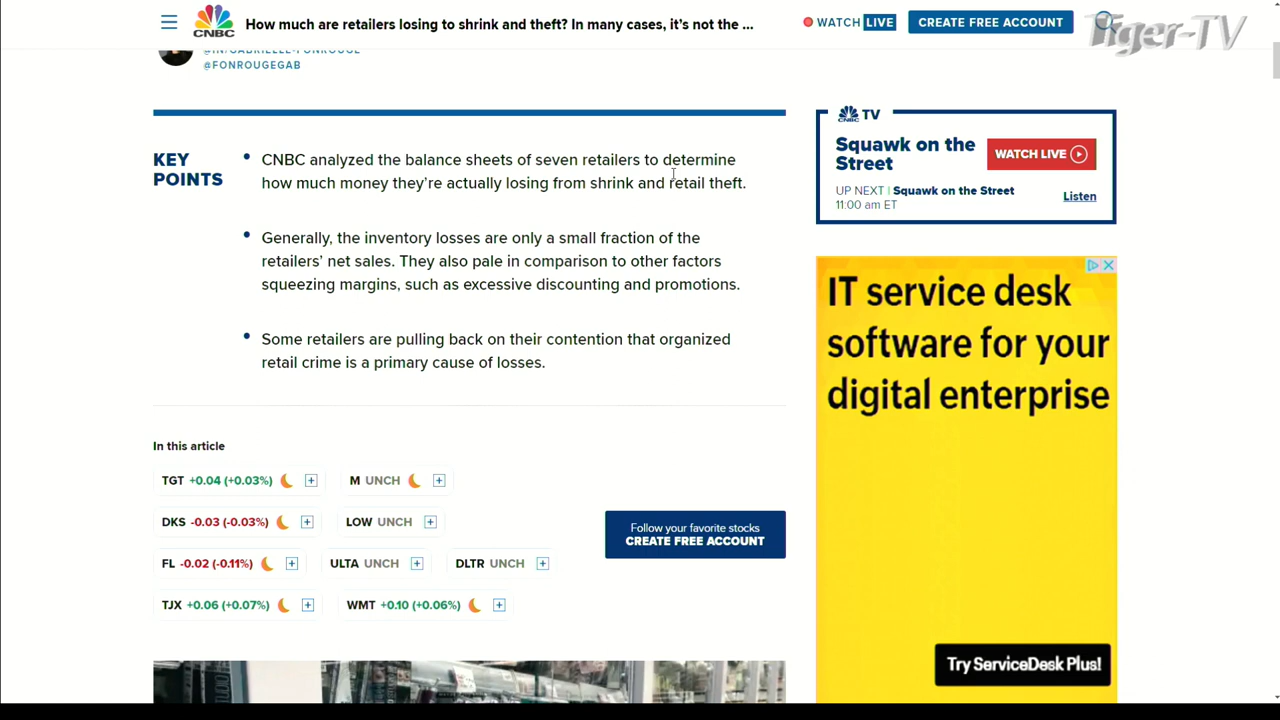 CNBC
How much are retailers losing to shrink and theft? In many cases, it's not the ...
WATCH LIVE
CREATE FREE ACCOUNT
Tiger-TV
@FONROUGEGAB
KEY POINTS
CNBC analyzed the balance sheets of seven retailers to determine
how much money they're actually losing from shrink and retail theft.
Generally, the inventory losses are only a small fraction of the
retailers' net sales. They also pale in comparison to other factors
squeezing margins, such as excessive discounting and promotions.
Some retailers are pulling back on their contention that organized
retail crime is a primary cause of losses.
In this article
TGT +0.04 (+0.03%)
M UNCH
DKS -0.03 (-0.03%)
LOW UNCH
FL -0.02 (-0.11%)
ULTA UNCH
DLTR UNCH
TJX +0.06 (+0.07%)
WMT +0.10 (+0.06%)
Follow your favorite stocks
CREATE FREE ACCOUNT
CNBC TV
Squawk on the
Street
WATCH LIVE
UP NEXT | Squawk on the Street
11:00 am ET
Listen
IT service desk
software for your
digital enterprise
Try ServiceDesk Plus!